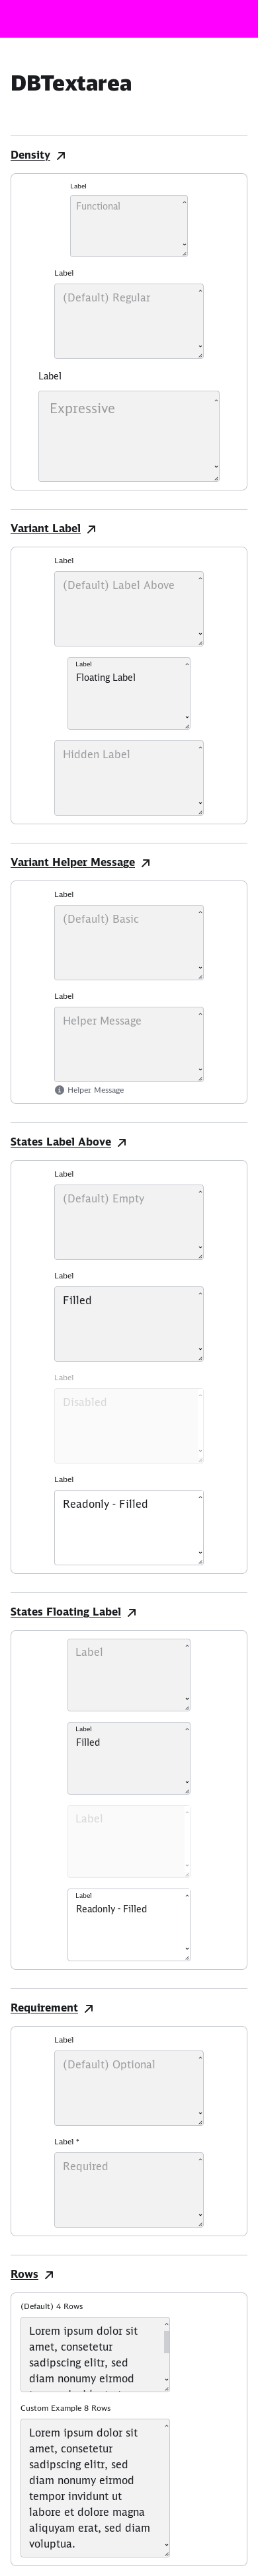 DBTextarea
Density
Label
Functional
Label
(Default) Regular
Label
Expressive
Variant Label
Label
(Default) Label Above
Label
Floating Label
Hidden Label
Variant Helper Message
Label
(Default) Basic
Label
Helper Message
Helper Message
States Label Above
Label
(Default) Empty
Label
Filled
Label
Disabled
Label
Readonly - Filled
States Floating Label
Label
Label
Filled
Label
Label
Readonly - Filled
Requirement
Label
(Default) Optional
Label *
Required
Rows
(Default) 4 Rows
Lorem ipsum dolor sit
amet, consetetur
sadipscing elitr, sed
diam nonumy eirmod
Custom Example 8 Rows
Lorem ipsum dolor sit
amet, consetetur
sadipscing elitr, sed
diam nonumy eirmod
tempor invidunt ut
labore et dolore magna
aliquyam erat, sed diam
voluptua.